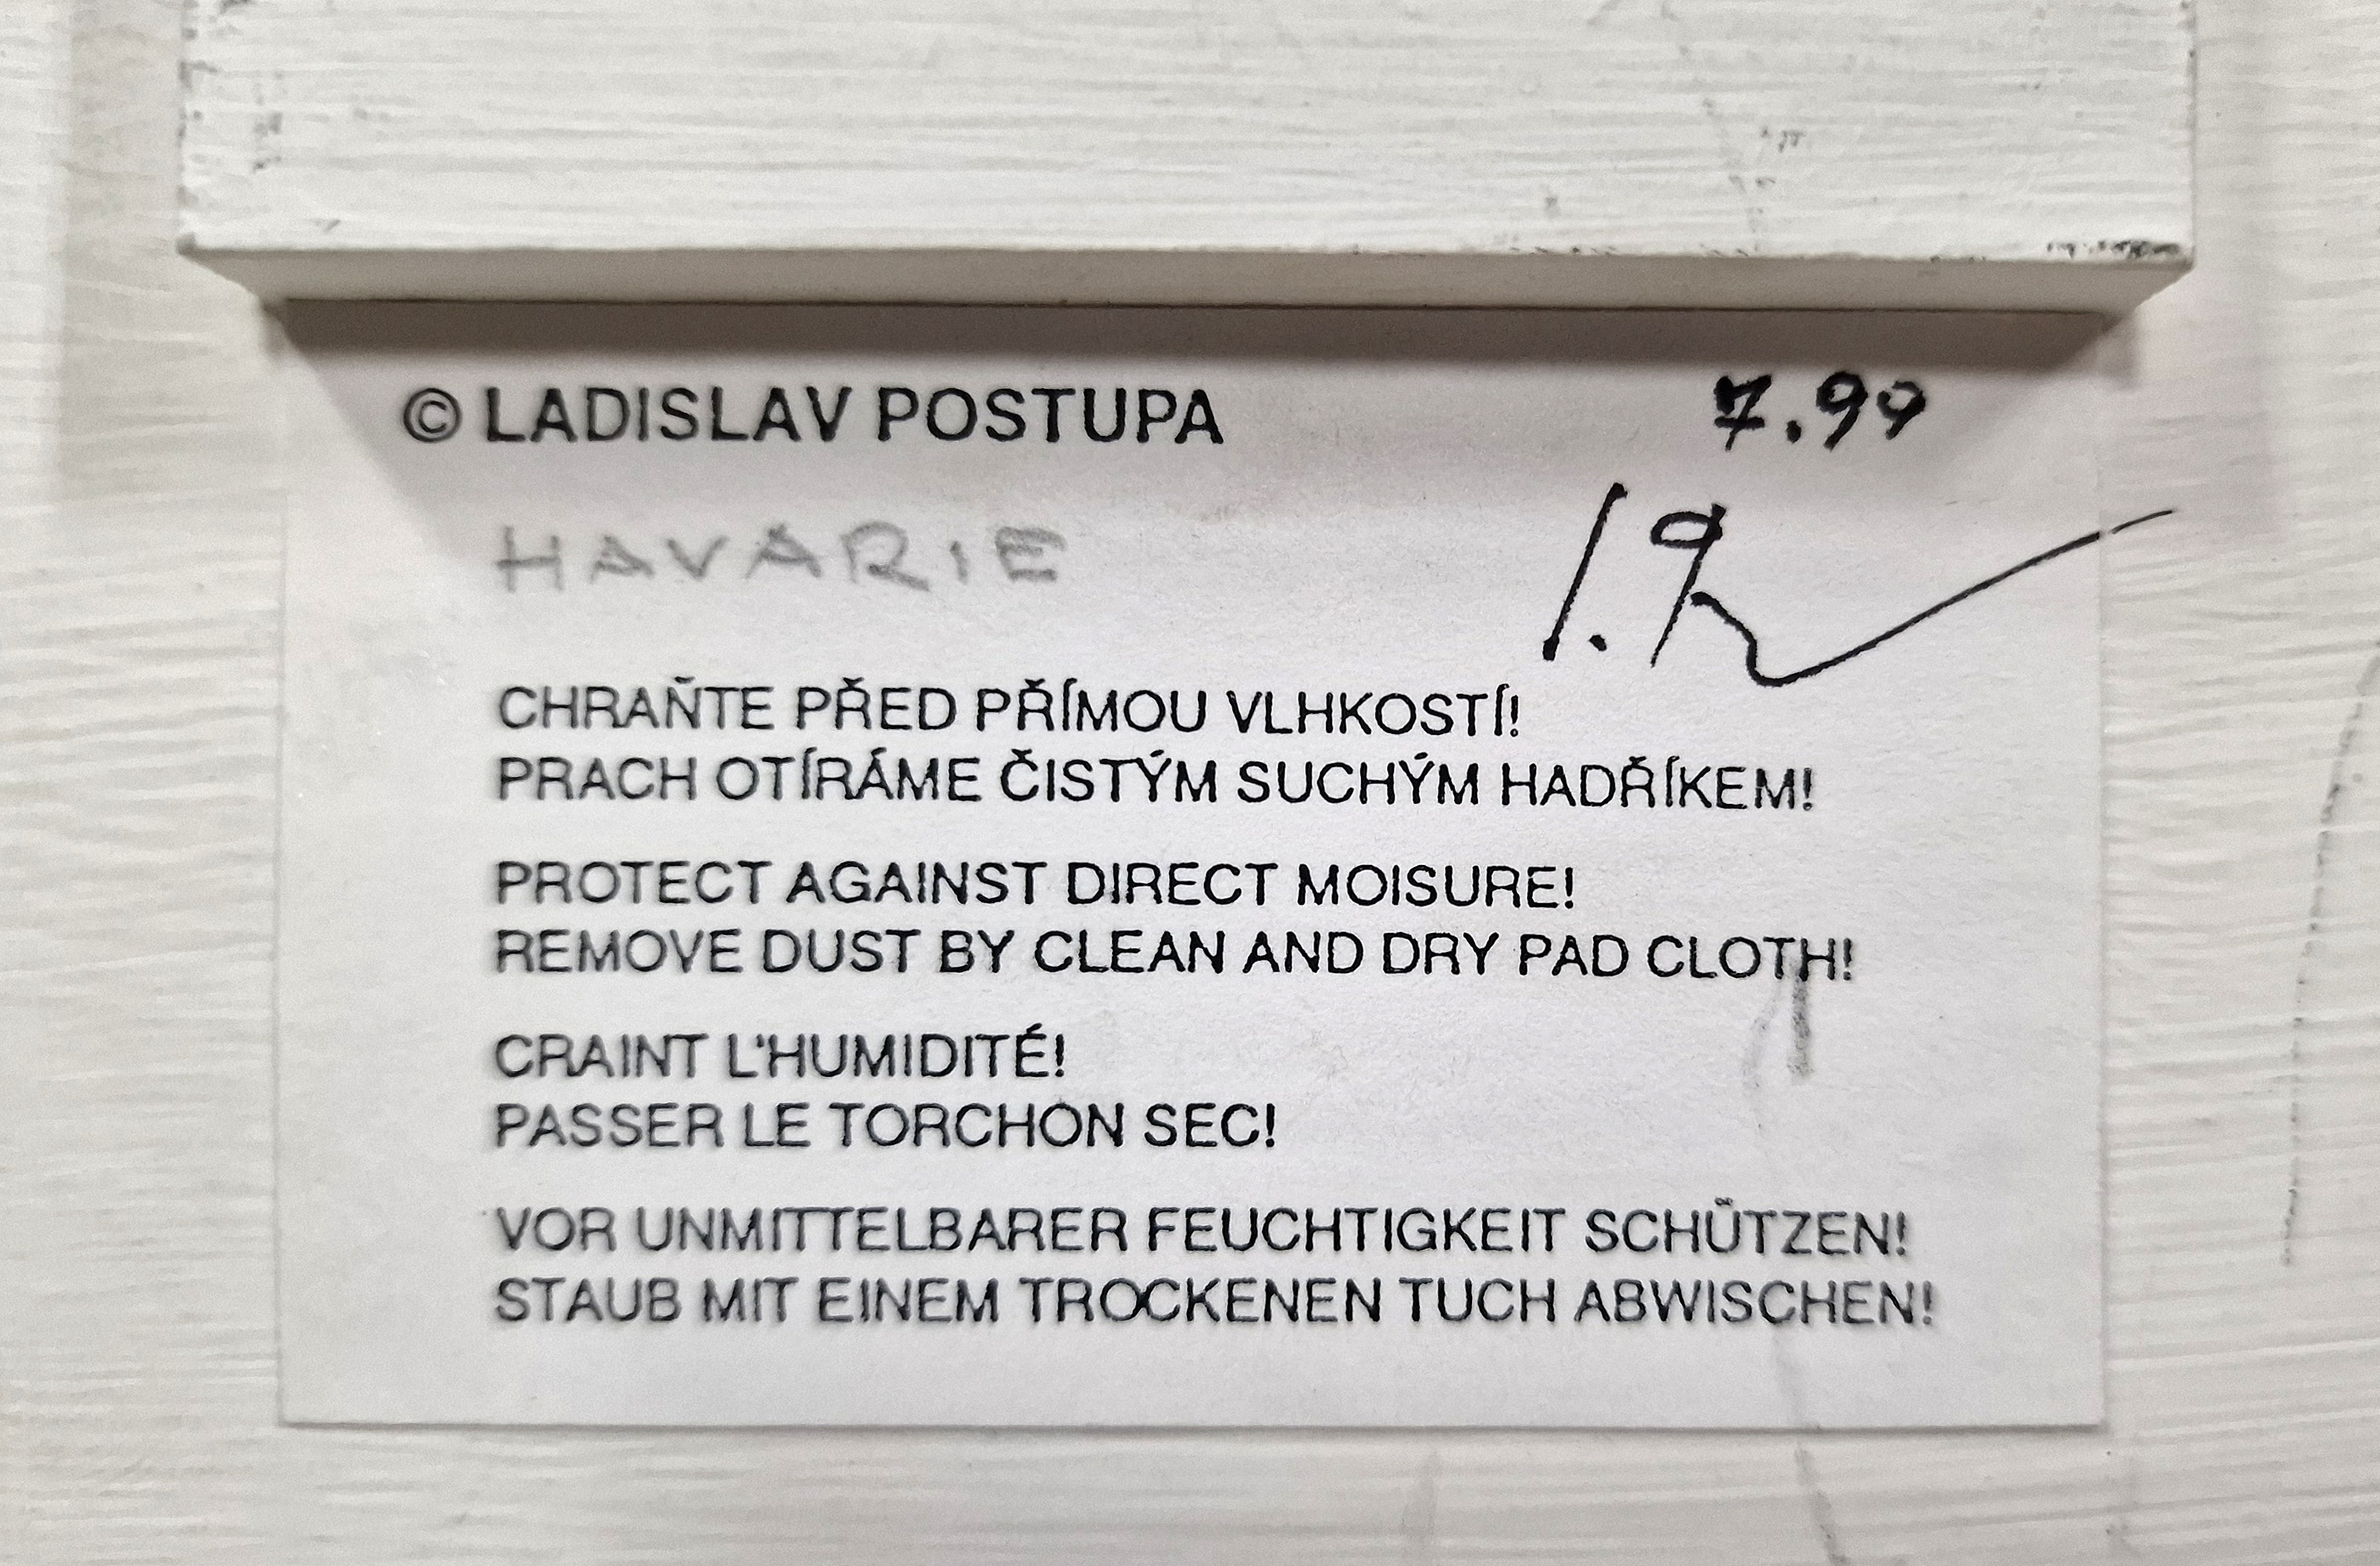 © LADISLAV POSTUPA 7.99
HAVARIE
CHRAŇTE PŘED PŘÍMOU VLHKOSTÍ!
PRACH OTÍRÁME ČISTÝM SUCHÝM HADŘÍKEM!
PROTECT AGAINST DIRECT MOISURE!
REMOVE DUST BY CLEAN AND DRY PAD CLOTH!
CRAINT L'HUMIDITÉ!
PASSER LE TORCHON SEC!
VOR UNMITTELBARER FEUCHTIGKEIT SCHÜTZEN!
STAUB MIT EINEM TROCKENEN TUCH ABWISCHEN!